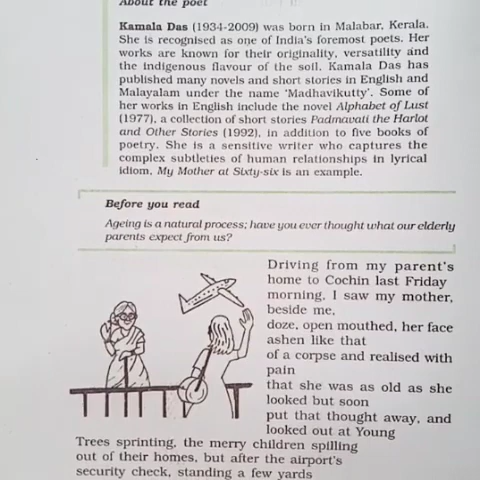 About the poet
Kamala Das (1934-2009) was born in Malabar, Kerala.
She is recognised as one of India's foremost poets. Her
works are known for their originality, versatility and
the indigenous flavour of the soil. Kamala Das has
published many novels and short stories in English and
Malayalam under the name 'Madhavikutty'. Some of
her works in English include the novel Alphabet of Lust
(1977), a collection of short stories Padmavati the Harlot
and Other Stories (1992), in addition to five books of
poetry. She is a sensitive writer who captures the
complex subtleties of human relationships in lyrical
idiom, My Mother at Sixty-six is an example.
Before you read
Ageing is a natural process; have you ever thought what our elderly
parents expect from us?
Driving from my parent's
home to Cochin last Friday
morning, I saw my mother,
beside me,
doze, open mouthed, her face
ashen like that
of a corpse and realised with
pain
that she was as old as she
looked but soon
put that thought away, and
looked out at Young
Trees sprinting, the merry children spilling
out of their homes, but after the airport's
security check, standing a few yards